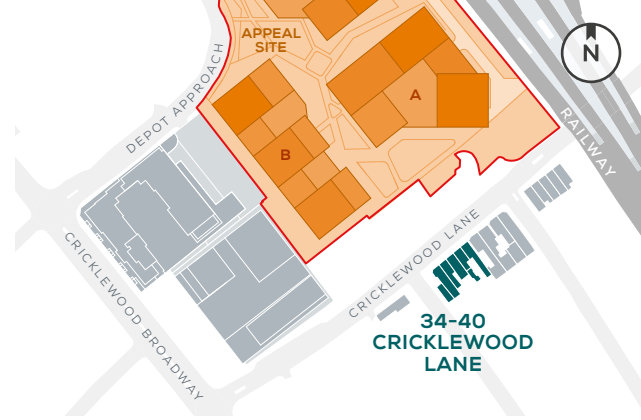 APPEAL
SITE
N
DEPOT APPROACH
A
RAILWAY
B
CRICKLEWOOD LANE
CRICKLEWOOD BROADWAY
34-40
CRICKLEWOOD
LANE